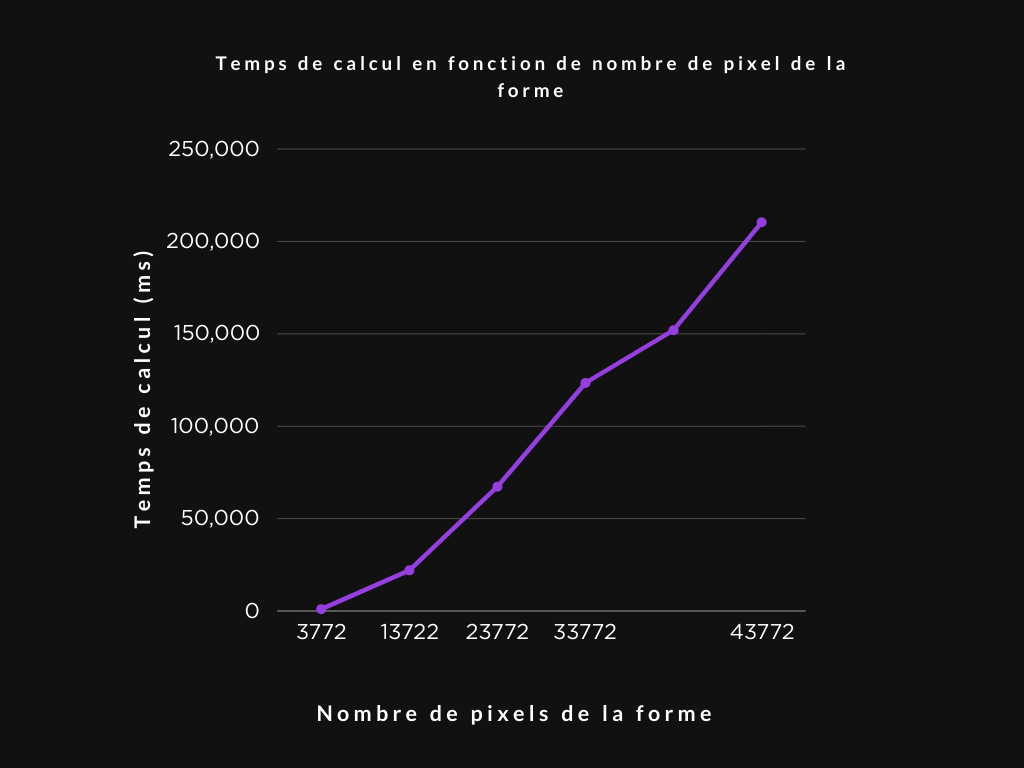 Temps de calcul en fonction de nombre de pixel de la
forme
250,000
200,000
150,000
100,000
50,000
0
Temps de calcul (ms)
3772 13722 23772 33772 43772
Nombre de pixels de la forme